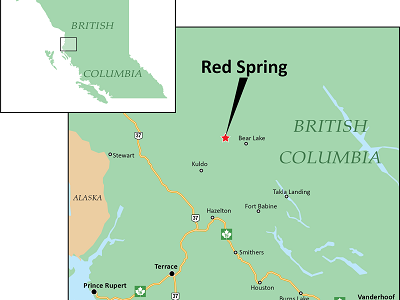 BRITISH
COLUMBIA
Red Spring
37
BRITISH
COLUMBIA
Bear Lake
Stewart
Kuldo
ALASKA
Takla Landing
Fort Babine
Hazelton
37
16
Smithers
Terrace
Houston
Prince Rupert
16
16
Burns Lake
Vanderhoof